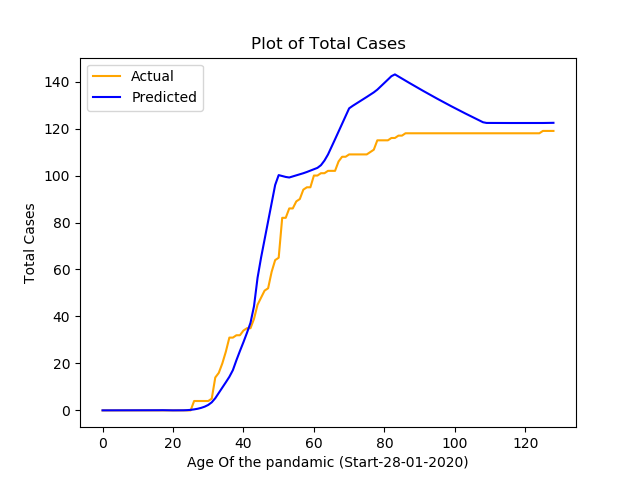 Plot of Total Cases
Actual
Predicted
140
120
100
80
60
40
20
0
Total Cases
0 20 40 60 80 100 120
Age Of the pandamic (Start-28-01-2020)